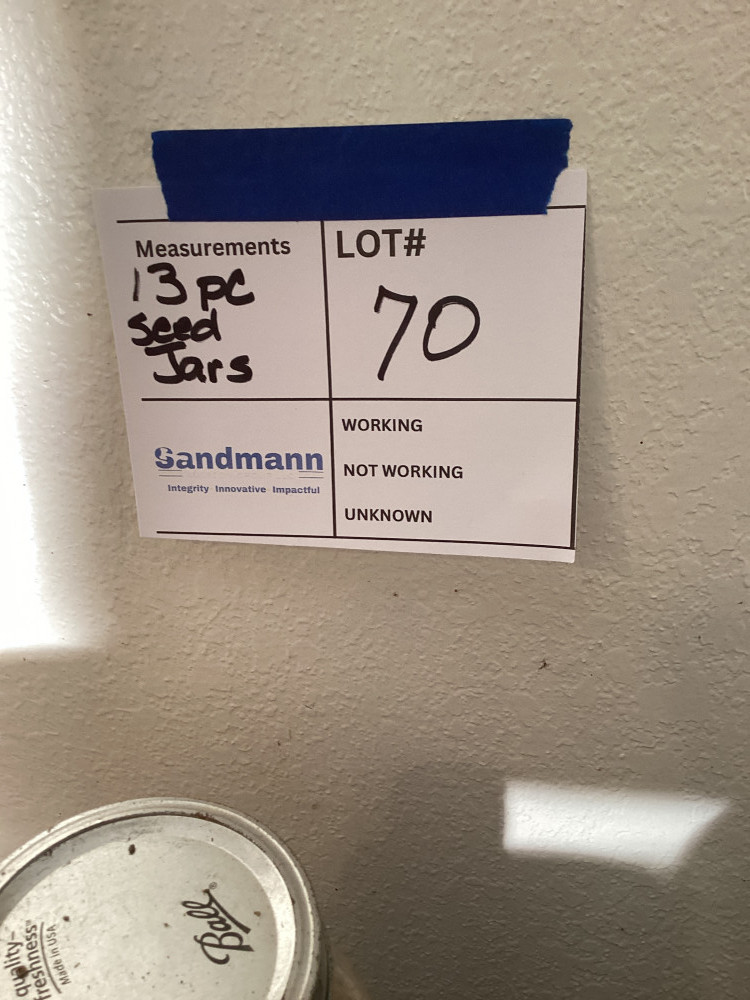 Measurements
13 pc
seed
Jars
LOT#
70
Sandmann
Integrity Innovative Impactful
WORKING
NOT WORKING
UNKNOWN
Ball®
quality-
freshness™
Made in USA